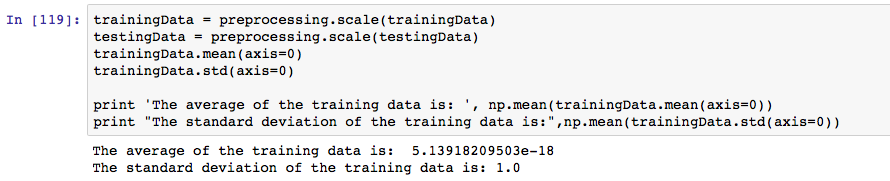 In [119]: trainingData = preprocessing.scale(trainingData)
testingData = preprocessing.scale(testingData)
trainingData.mean(axis=0)
trainingData.std(axis=0)
print 'The average of the training data is: ', np.mean(trainingData.mean(axis=0))
print "The standard deviation of the training data is:",np.mean(trainingData.std(axis=0))
The average of the training data is:  5.13918209503e-18
The standard deviation of the training data is: 1.0